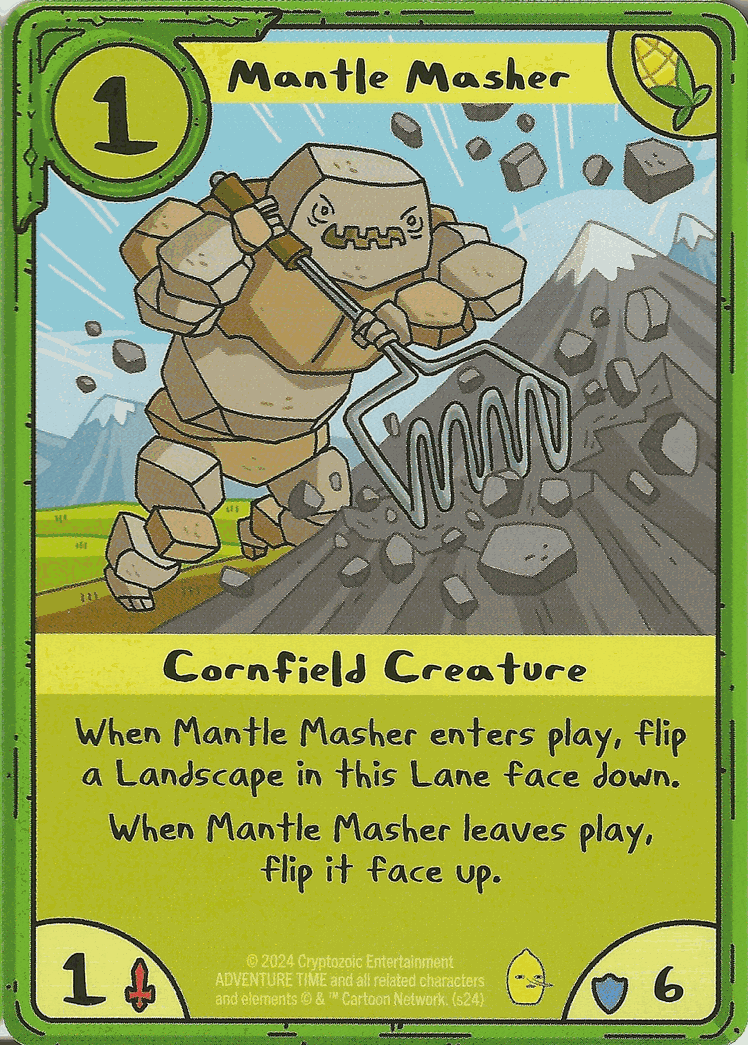 1
Mantle Masher
Cornfield Creature
When Mantle Masher enters play, flip
a Landscape in this Lane face down.
When Mantle Masher leaves play,
flip it face up.
1
© 2024 Cryptozoic Entertainment
ADVENTURE TIME and all related characters
and elements © & ™ Cartoon Network. (s24)
6